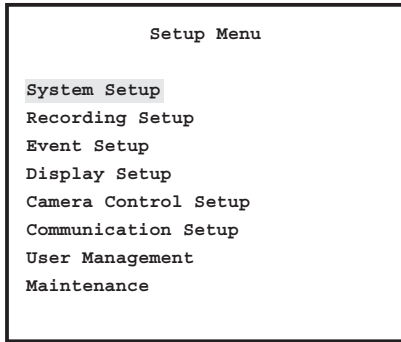 Setup Menu
System Setup
Recording Setup
Event Setup
Display Setup
Camera Control Setup
Communication Setup
User Management
Maintenance